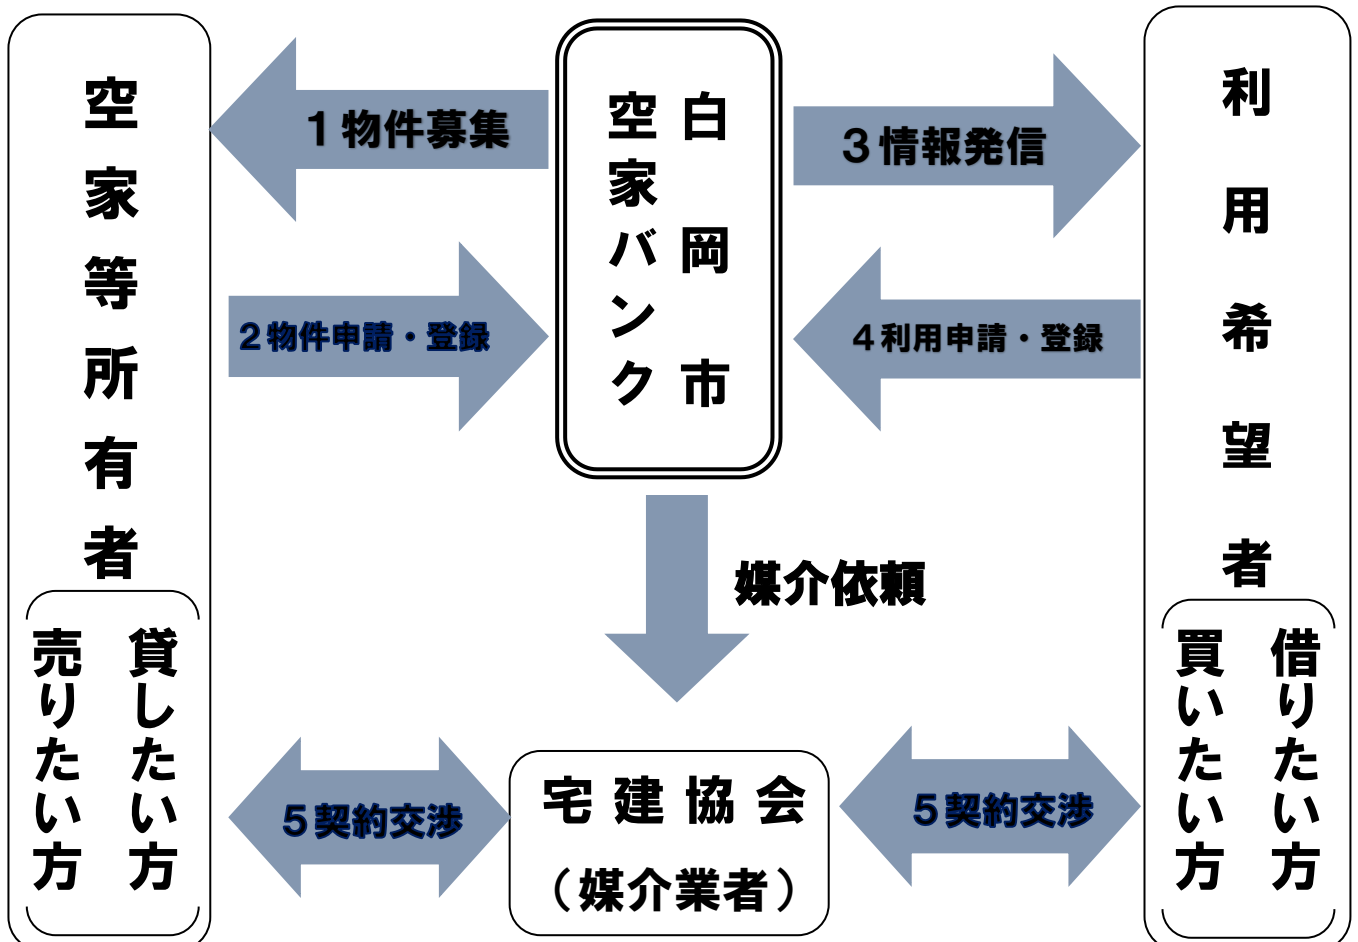 空家等所有者
貸したい方
売りたい方
1物件募集
2物件申請・登録
白岡市
空家バンク
3情報発信
4利用申請・登録
利用希望者
借りたい方
買いたい方
媒介依頼
5契約交渉
宅建協会
（媒介業者）
5契約交渉